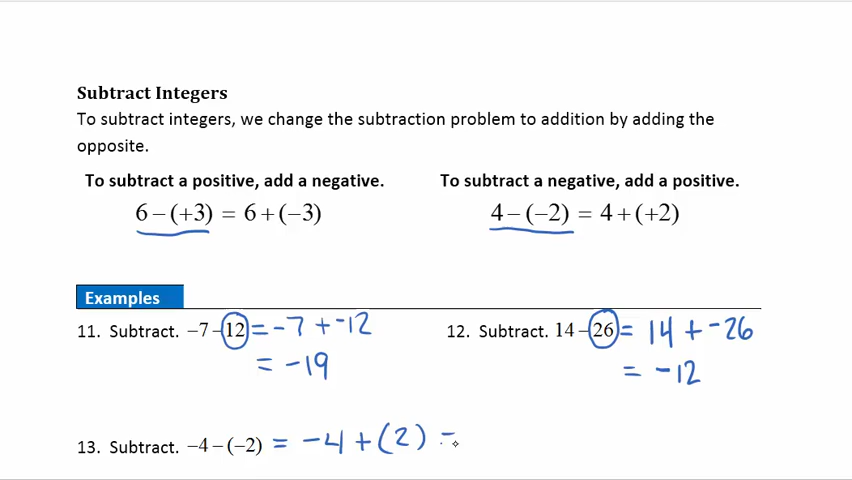 Subtract Integers
To subtract integers, we change the subtraction problem to addition by adding the
opposite.
To subtract a positive, add a negative. To subtract a negative, add a positive.
6 − (+3) = 6 + (−3) 4 − (−2) = 4 + (+2)
Examples
11. Subtract. −7 − 12 = -7 + -12 12. Subtract. 14 − 26 = 14 + -26
= -19 = -12
13. Subtract. −4 − (−2) = -4 + (2) =